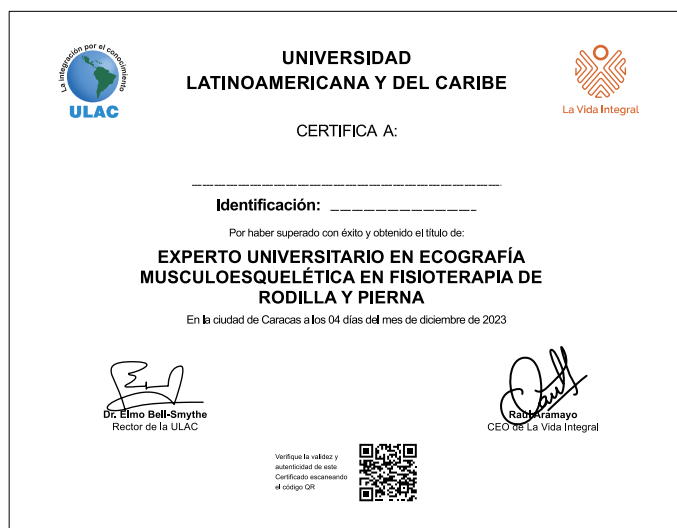 La integración por el conocimiento
ULAC
UNIVERSIDAD
LATINOAMERICANA Y DEL CARIBE
La Vida Integral
CERTIFICA A:
Identificación:
Por haber superado con éxito y obtenido el título de:
EXPERTO UNIVERSITARIO EN ECOGRAFÍA
MUSCULOESQUELÉTICA EN FISIOTERAPIA DE
RODILLA Y PIERNA
En la ciudad de Caracas a los 04 días del mes de diciembre de 2023
Dr. Elmo Bell-Smythe
Rector de la ULAC
Raúl Aramayo
CEO de La Vida Integral
Verifique la validez y
autenticidad de este
Certificado escaneando
el código QR